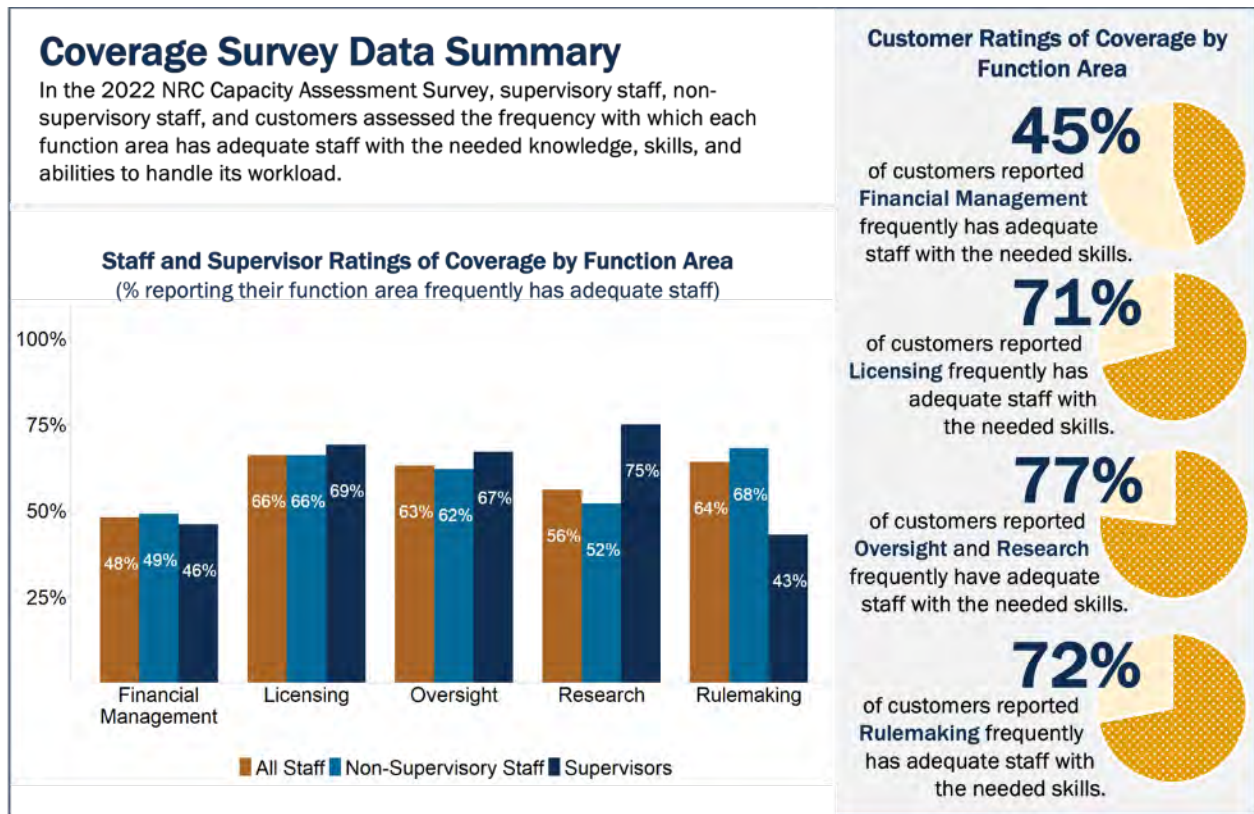 Coverage Survey Data Summary
In the 2022 NRC Capacity Assessment Survey, supervisory staff, non-
supervisory staff, and customers assessed the frequency with which each
function area has adequate staff with the needed knowledge, skills, and
abilities to handle its workload.
Staff and Supervisor Ratings of Coverage by Function Area
(% reporting their function area frequently has adequate staff)
100%
75%
50%
25%
48%
49%
46%
66%
66%
69%
63%
62%
67%
56%
52%
75%
64%
68%
43%
Financial
Management
Licensing
Oversight
Research
Rulemaking
All Staff
Non-Supervisory Staff
Supervisors
Customer Ratings of Coverage by
Function Area
45%
of customers reported
Financial Management
frequently has adequate
staff with the needed skills.
71%
of customers reported
Licensing frequently has
adequate staff with
the needed skills.
77%
of customers reported
Oversight and Research
frequently have adequate
staff with the needed skills.
72%
of customers reported
Rulemaking frequently
has adequate staff with
the needed skills.